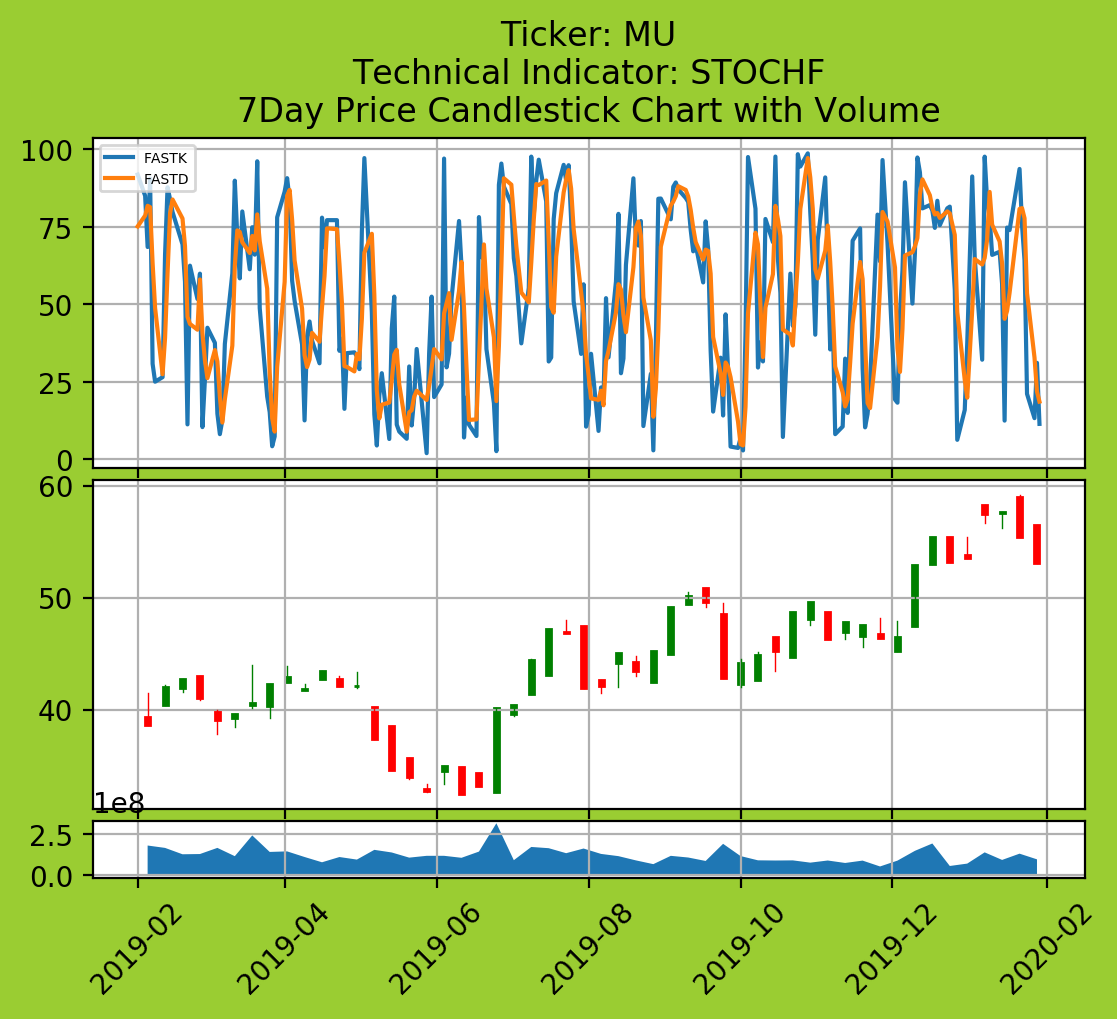 Ticker: MU
Technical Indicator: STOCHF
7Day Price Candlestick Chart with Volume
100
75
50
25
0
FASTK
FASTD
60
50
40
1e8
2.5
0.0
2019-02
2019-04
2019-06
2019-08
2019-10
2019-12
2020-02